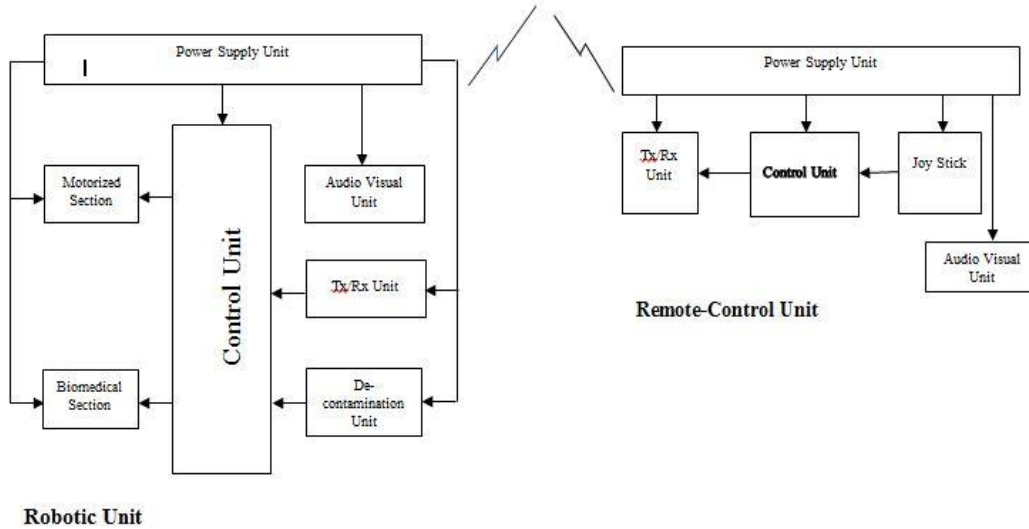 Power Supply Unit
Motorized
Section
Audio Visual
Unit
Control Unit
Tx/Rx Unit
Biomedical
Section
De-
contamination
Unit
Robotic Unit
Power Supply Unit
Tx/Rx
Unit
Control Unit
Joy Stick
Audio Visual
Unit
Remote-Control Unit